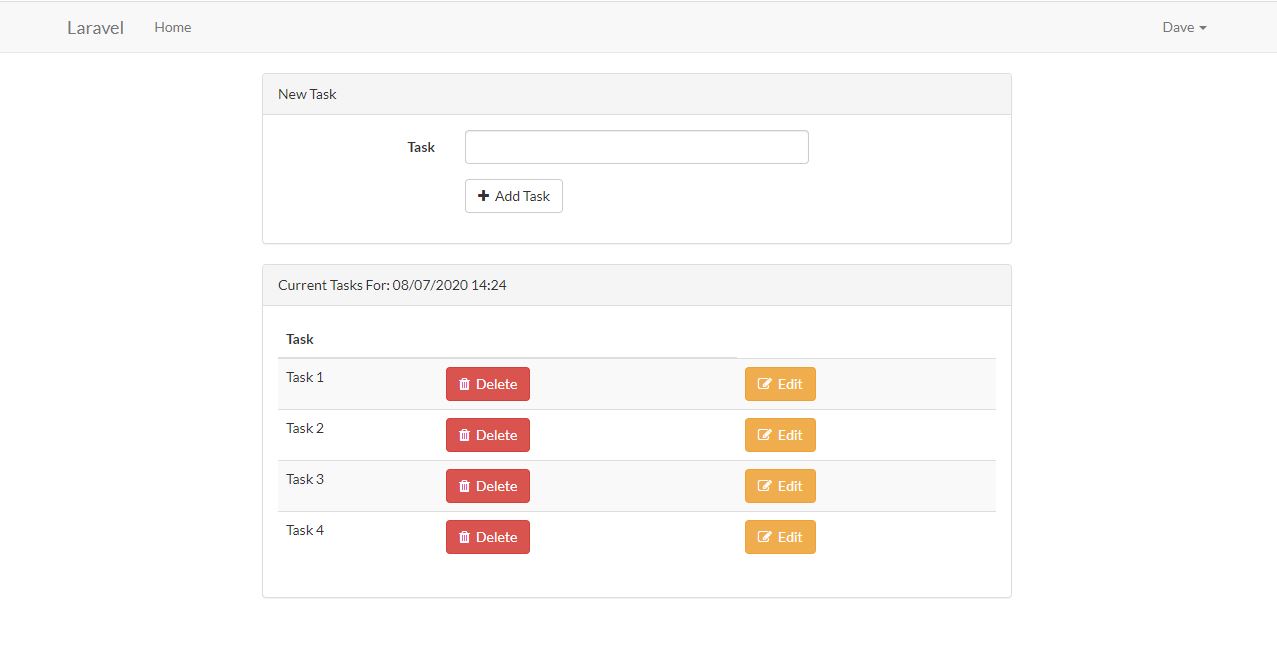 Laravel Home Dave
New Task
Task
Add Task
Current Tasks For: 08/07/2020 14:24
Task
Task 1 Delete Edit
Task 2 Delete Edit
Task 3 Delete Edit
Task 4 Delete Edit